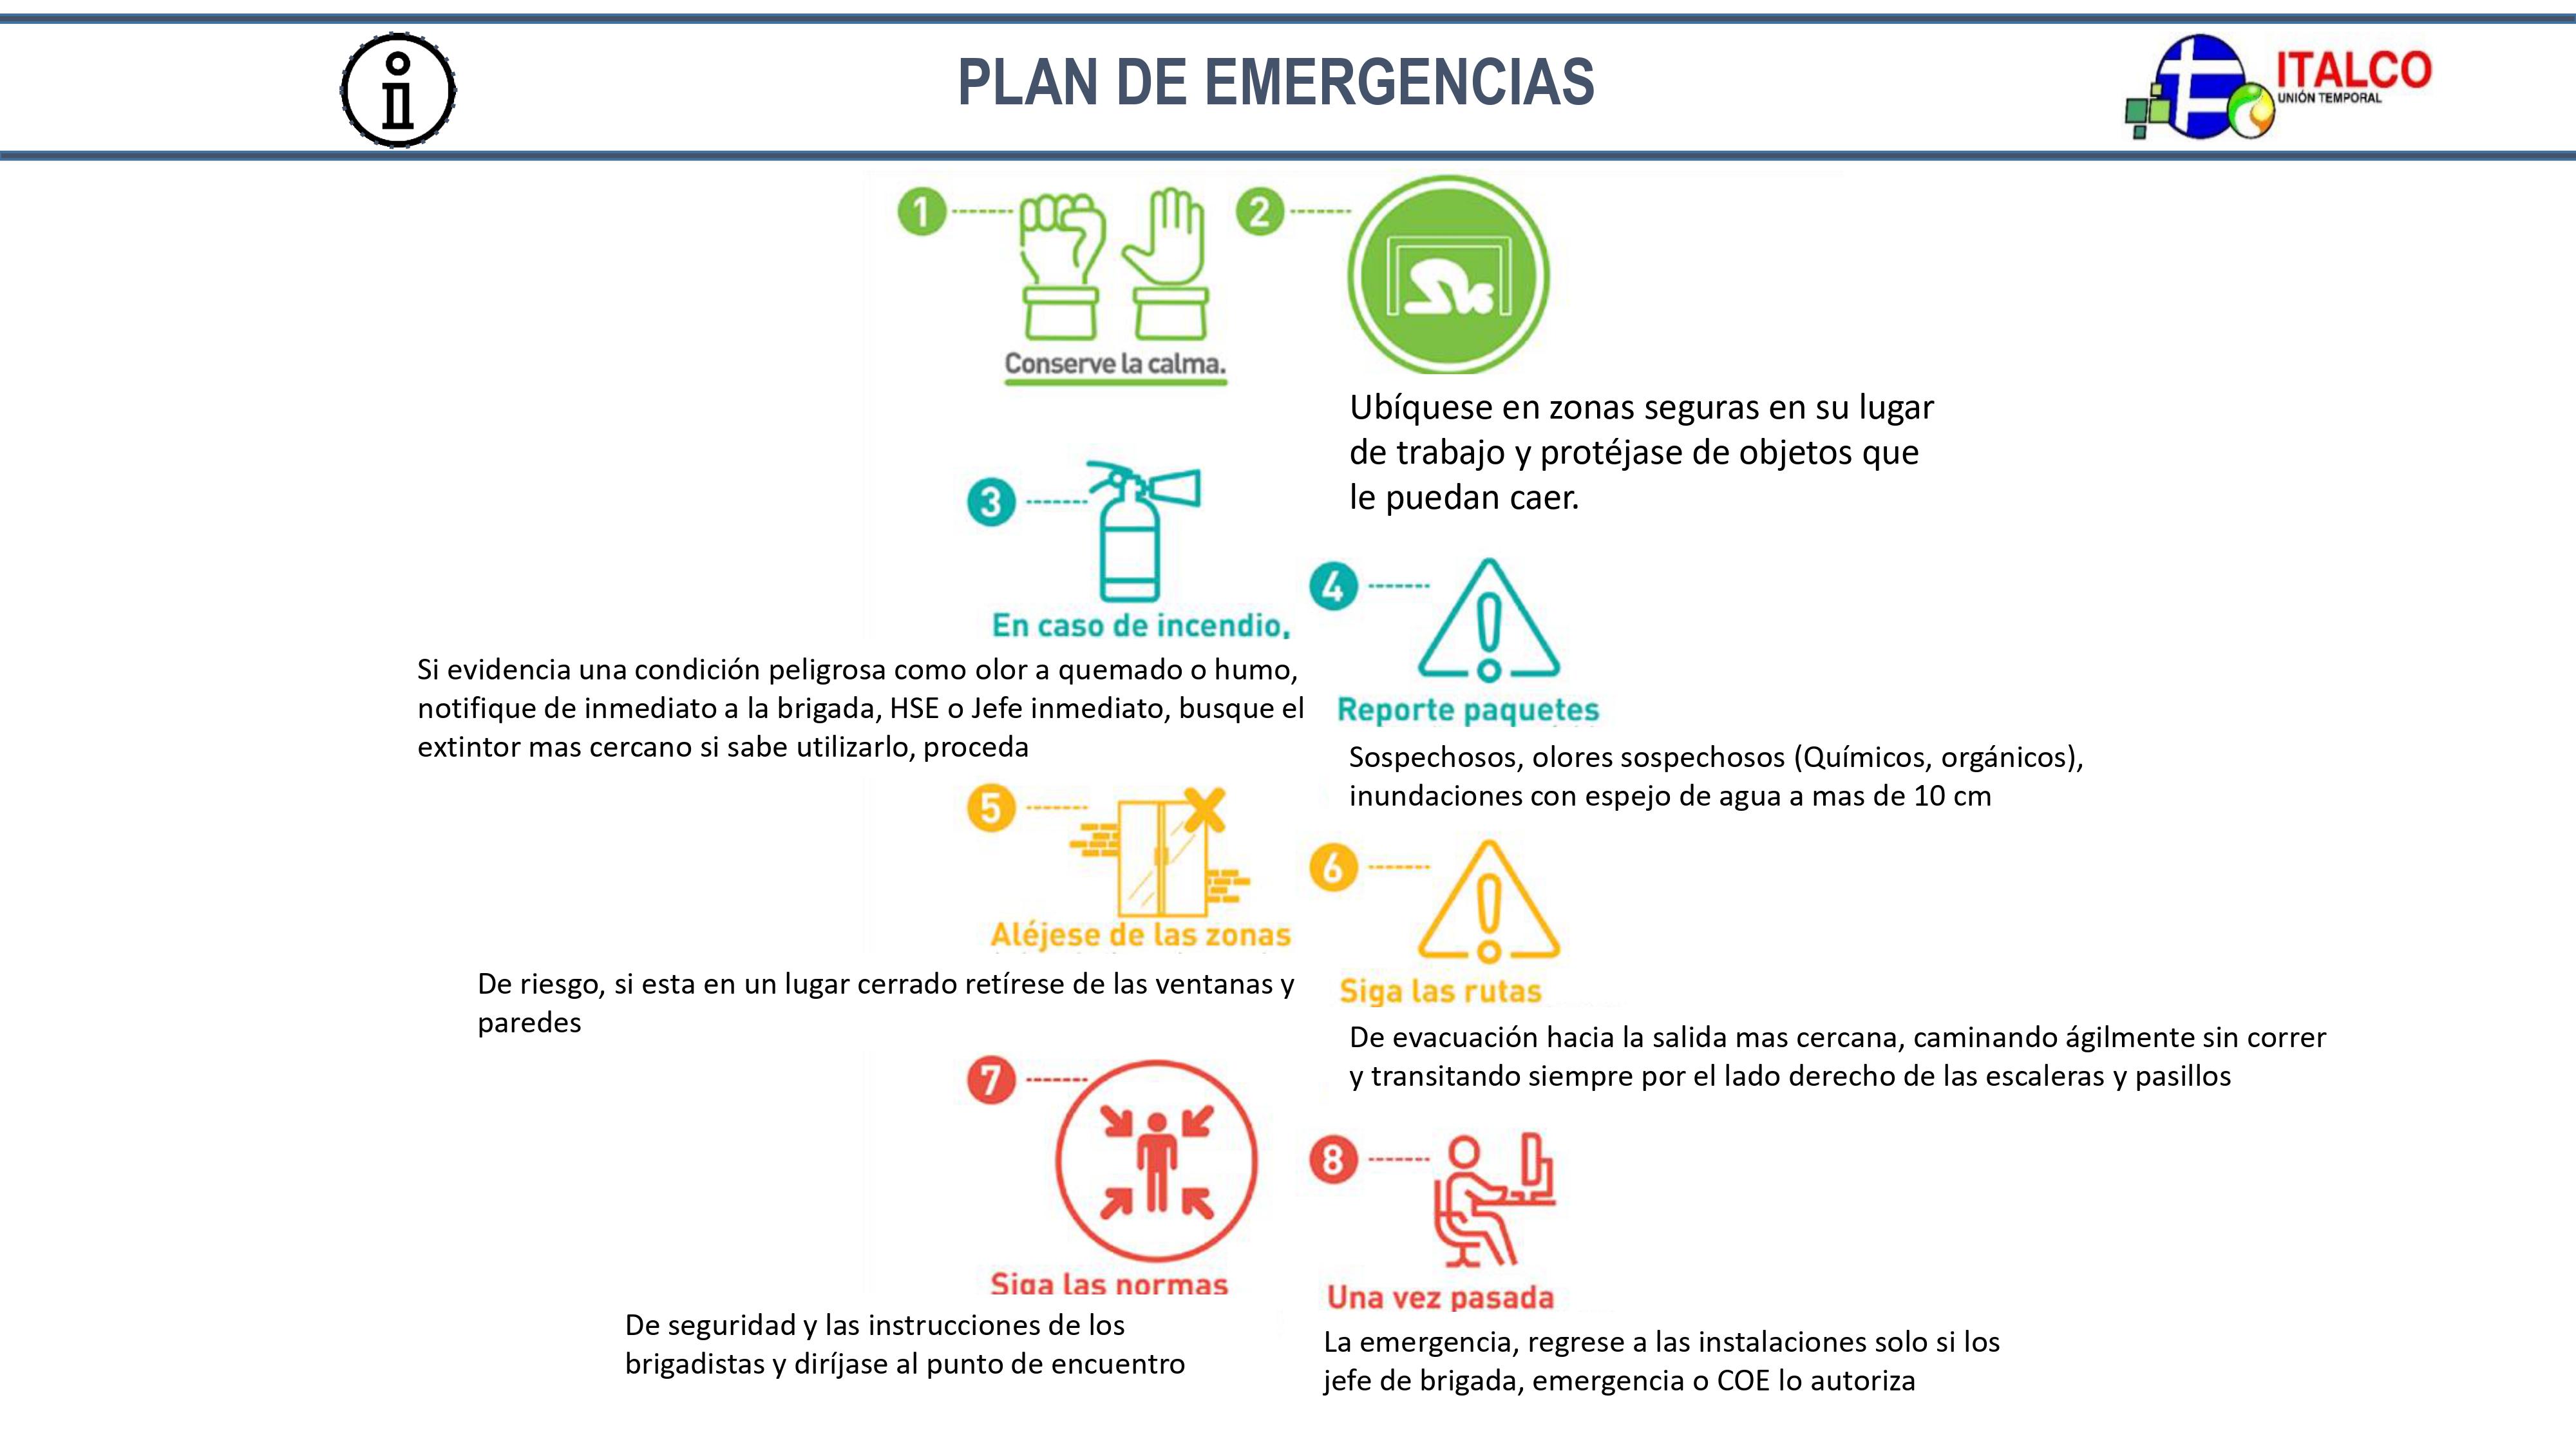 PLAN DE EMERGENCIAS
ITALCO
UNIÓN TEMPORAL
1
Conserve la calma.
2
Ubíquese en zonas seguras en su lugar
de trabajo y protéjase de objetos que
le puedan caer.
3
En caso de incendio,
Si evidencia una condición peligrosa como olor a quemado o humo,
notifique de inmediato a la brigada, HSE o Jefe inmediato, busque el
extintor mas cercano si sabe utilizarlo, proceda
4
Reporte paquetes
Sospechosos, olores sospechosos (Químicos, orgánicos),
inundaciones con espejo de agua a mas de 10 cm
5
Aléjese de las zonas
De riesgo, si esta en un lugar cerrado retírese de las ventanas y
paredes
6
Siga las rutas
De evacuación hacia la salida mas cercana, caminando ágilmente sin correr
y transitando siempre por el lado derecho de las escaleras y pasillos
7
Siga las normas
De seguridad y las instrucciones de los
brigadistas y diríjase al punto de encuentro
8
Una vez pasada
La emergencia, regrese a las instalaciones solo si los
jefe de brigada, emergencia o COE lo autoriza